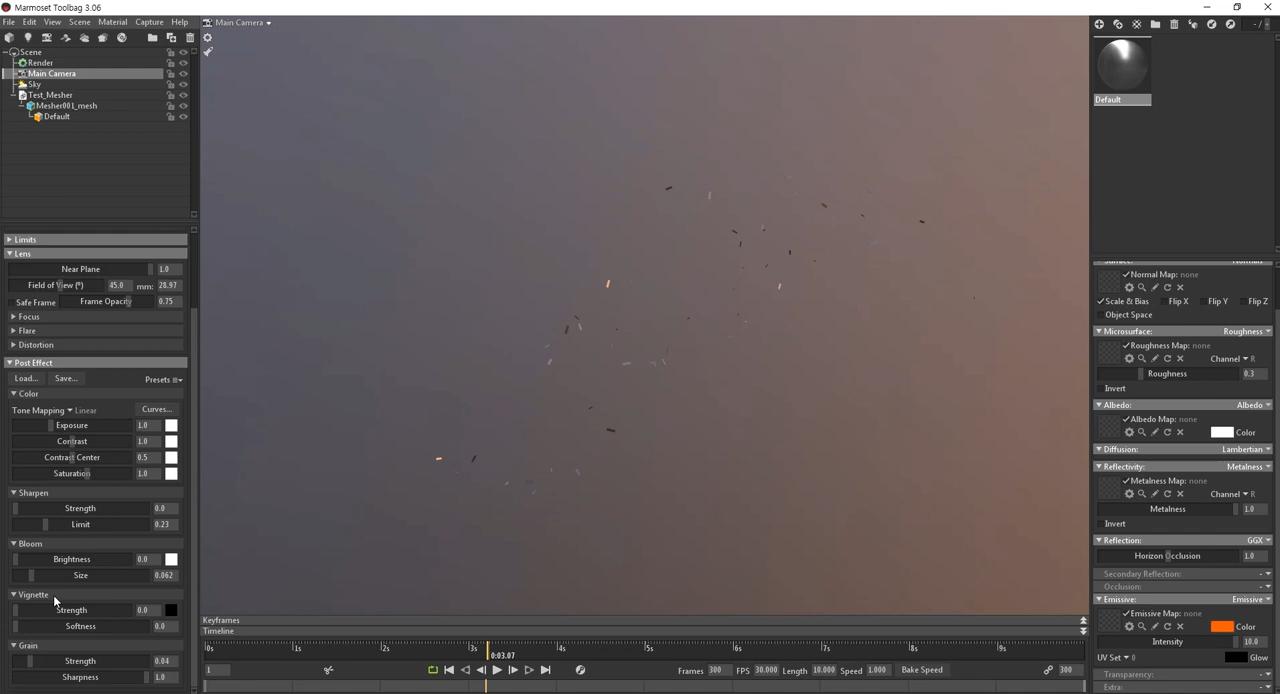 Marmoset Toolbag 3.06
File Edit View Scene Material Capture Help
Main Camera
Scene
Render
Main Camera
Sky
Test_Mesher
Mesher001_mesh
Default
Limits
Lens
Near Plane 1.0
Field of View (º) 45.0 mm: 28.97
Safe Frame Frame Opacity 0.75
Focus
Flare
Distortion
Post Effect
Load... Save... Presets
Color
Tone Mapping Linear Curves...
Exposure 1.0
Contrast 1.0
Contrast Center 0.5
Saturation 1.0
Sharpen
Strength 0.0
Limit 0.23
Bloom
Brightness 0.0
Size 0.062
Vignette
Strength 0.0
Softness 0.0
Grain
Strength 0.04
Sharpness 1.0
Keyframes
Timeline
0s 1s 2s 3s 4s 5s 6s 7s 8s 9s
0:03.07
1 Frames 300 FPS 30.000 Length 10.000 Speed 1.000 Bake Speed 300
Default
Normal Map: none
Scale & Bias Flip X Flip Y Flip Z
Object Space
Microsurface: Roughness
Roughness Map: none
Channel R
Roughness 0.3
Invert
Albedo: Albedo
Albedo Map: none
Color
Diffusion: Lambertian
Reflectivity: Metalness
Metalness Map: none
Channel R
Metalness 1.0
Invert
Reflection: GGX
Horizon Occlusion 1.0
Secondary Reflection:
Occlusion:
Emissive: Emissive
Emissive Map: none
Color
Intensity 10.0
UV Set 0 Glow
Transparency:
Extra: